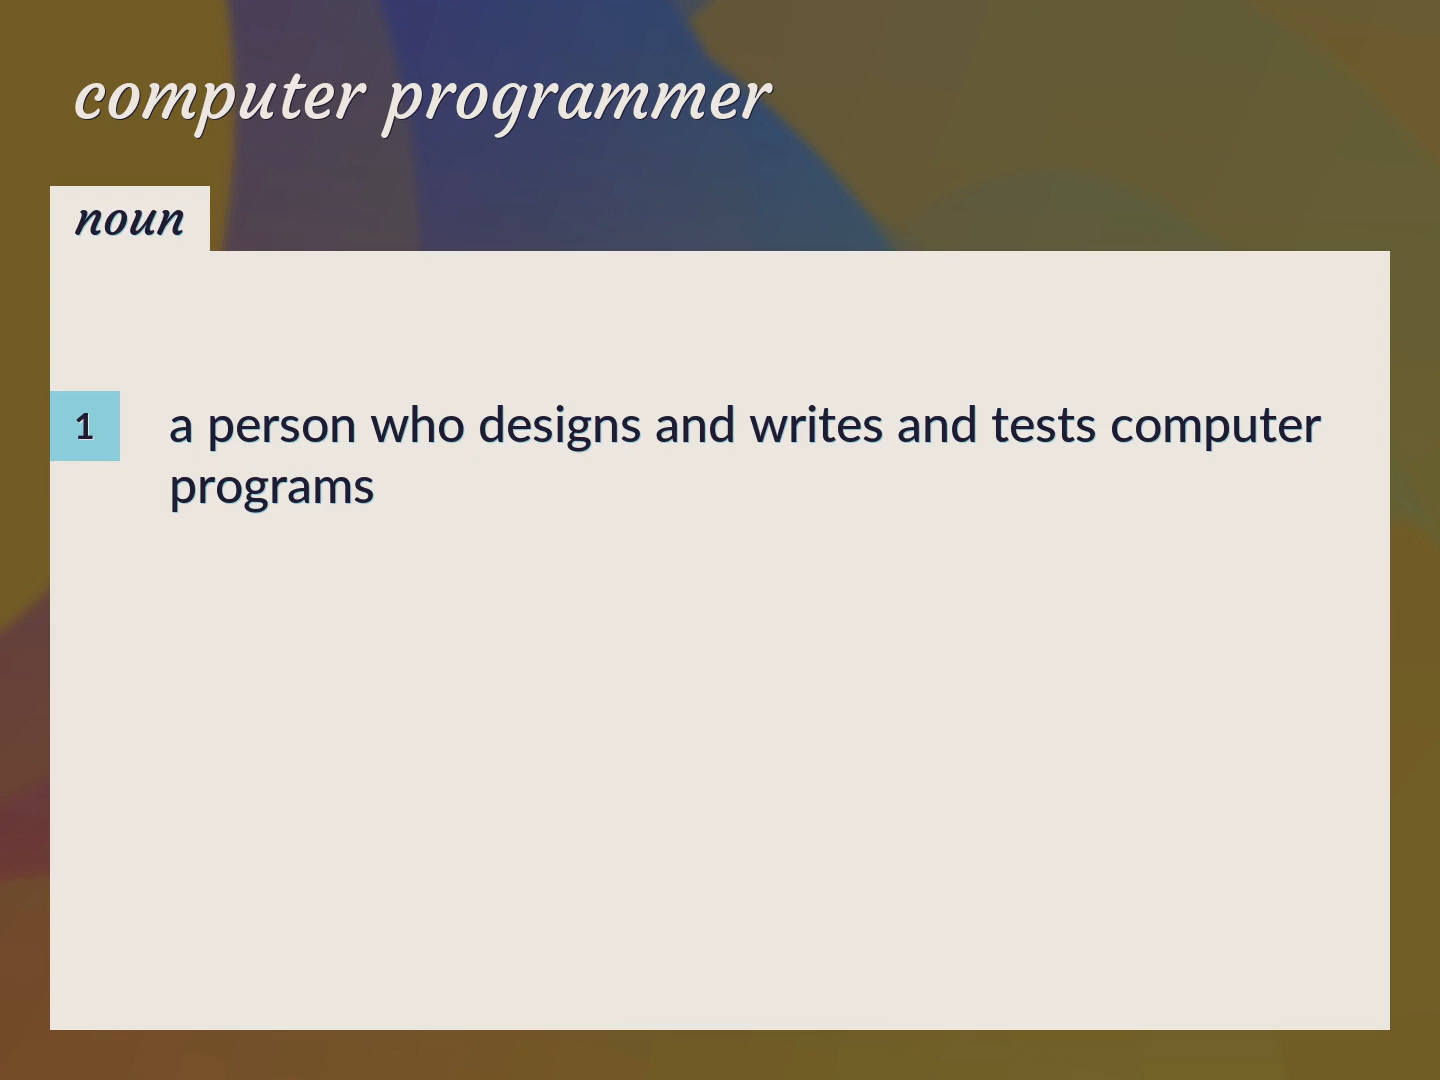 computer programmer
noun
1 a person who designs and writes and tests computer
programs